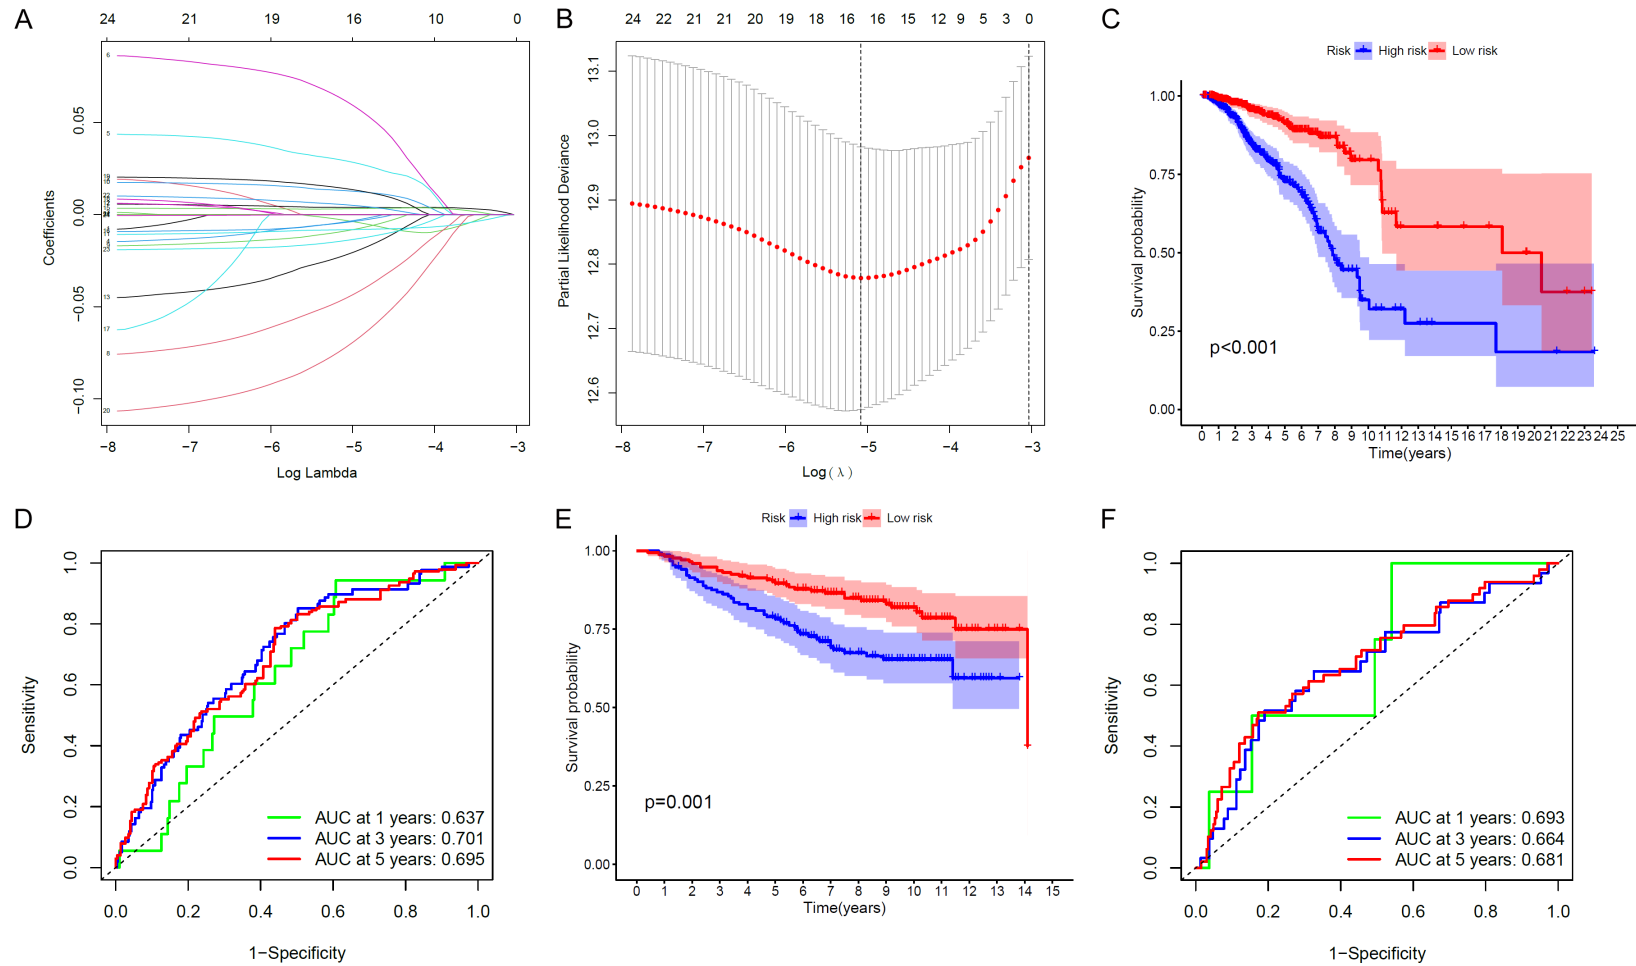 A
24 19 16 10 0
0.05
0.00
−0.05
−0.10
Coefficients
6
5
13
17
8
20
−8 −7 −6 −5 −4 −3
Log Lambda
B
24 22 21 21 20 19 18 16 16 15 12 9 5 3 0
13.1
13.0
12.9
12.8
12.7
12.6
Partial Likelihood Deviance
−8 −7 −6 −5 −4 −3
Log(λ)
C
Risk High risk Low risk
1.00
0.75
0.50
0.25
0.00
Survival probability
p<0.001
0 1 2 3 4 5 6 7 8 9 10 11 12 13 14 15 16 17 18 19 20 21 22 23 24 25
Time(years)
D
1.0
0.8
0.6
0.4
0.2
0.0
Sensitivity
AUC at 1 years: 0.637
AUC at 3 years: 0.701
AUC at 5 years: 0.695
0.0 0.2 0.4 0.6 0.8 1.0
1−Specificity
E
Risk High risk Low risk
1.00
0.75
0.50
0.25
0.00
Survival probability
p=0.001
0 1 2 3 4 5 6 7 8 9 10 11 12 13 14 15
Time(years)
F
1.0
0.8
0.6
0.4
0.2
0.0
Sensitivity
AUC at 1 years: 0.693
AUC at 3 years: 0.664
AUC at 5 years: 0.681
0.0 0.2 0.4 0.6 0.8 1.0
1−Specificity